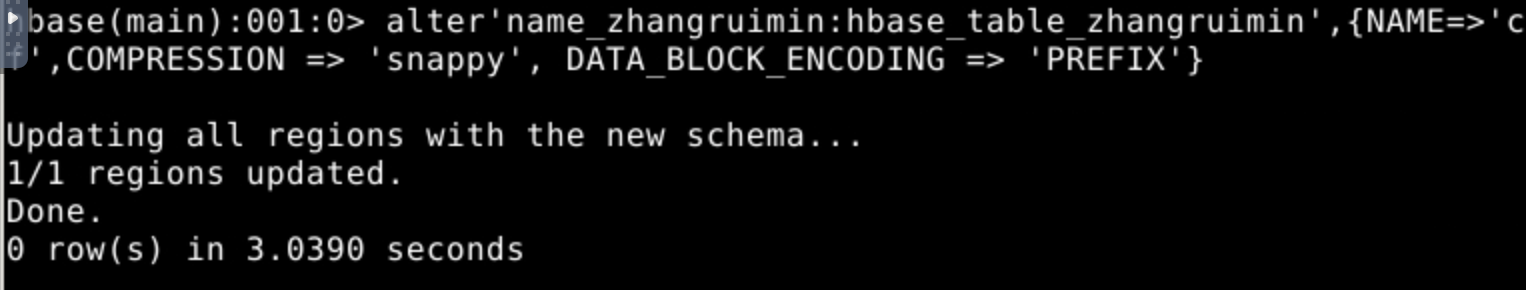 base(main):001:0> alter'name_zhangruimin:hbase_table_zhangruimin',{NAME=>'c
',COMPRESSION => 'snappy', DATA_BLOCK_ENCODING => 'PREFIX'}
Updating all regions with the new schema...
1/1 regions updated.
Done.
0 row(s) in 3.0390 seconds